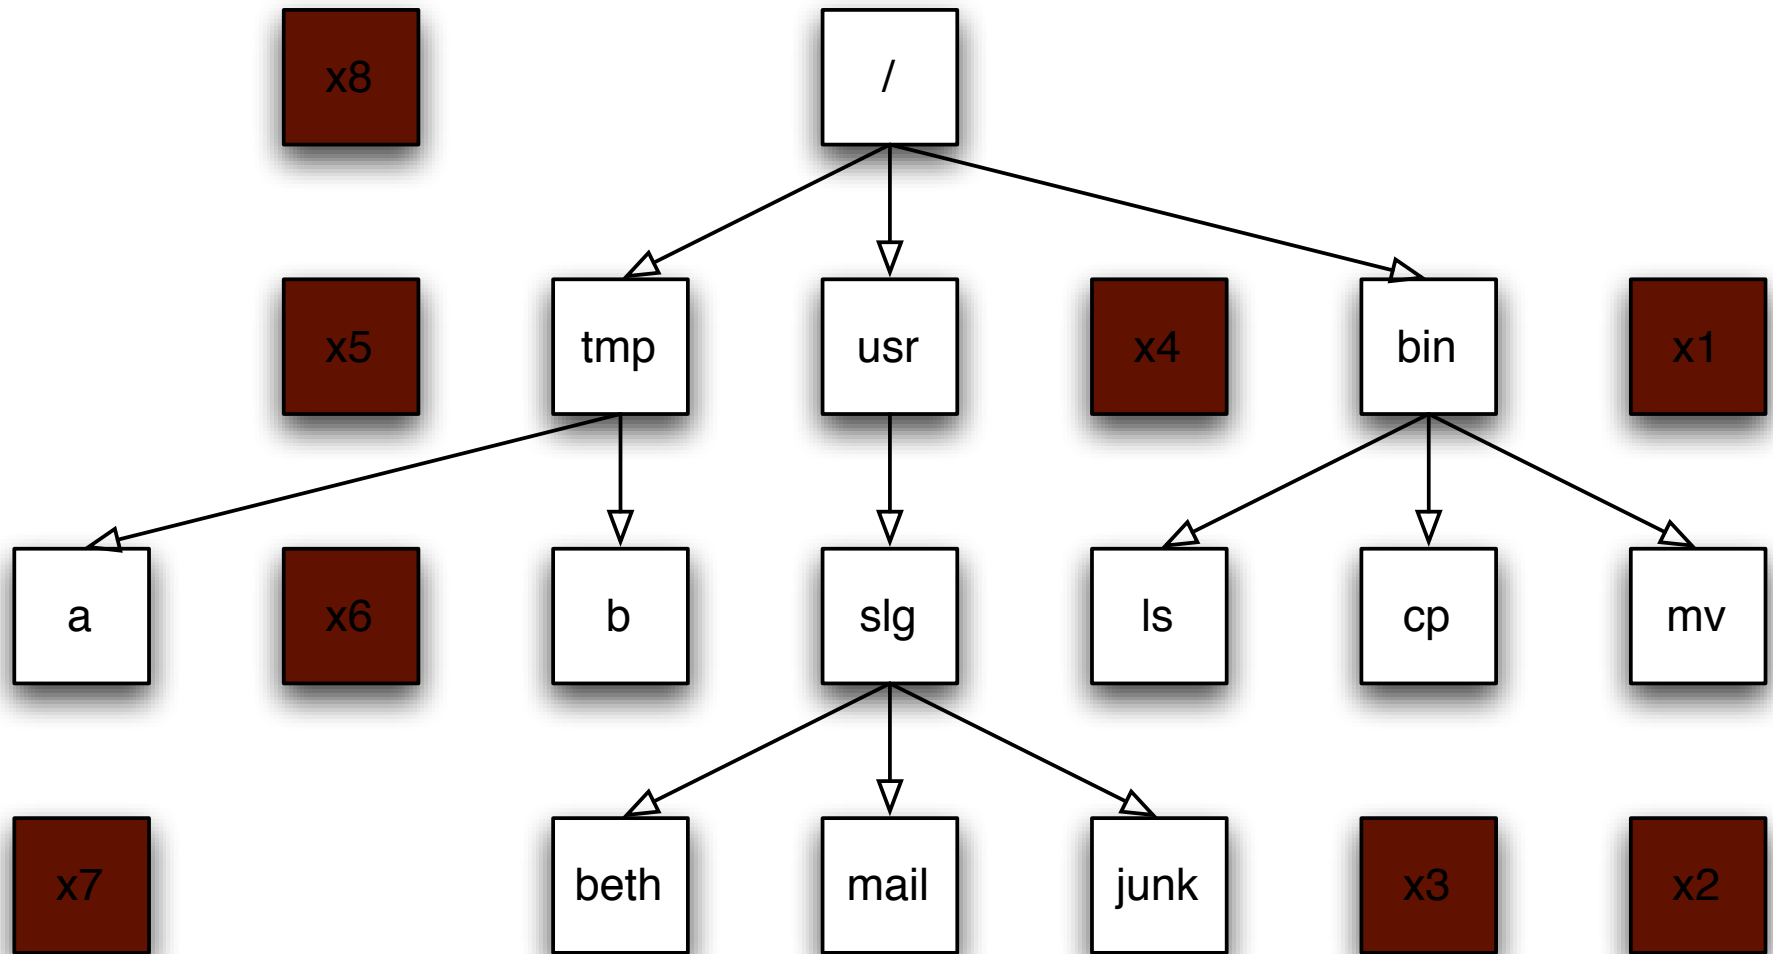 x8
/
x5
tmp
usr
x4
bin
x1
a
x6
b
slg
ls
cp
mv
x7
beth
mail
junk
x3
x2